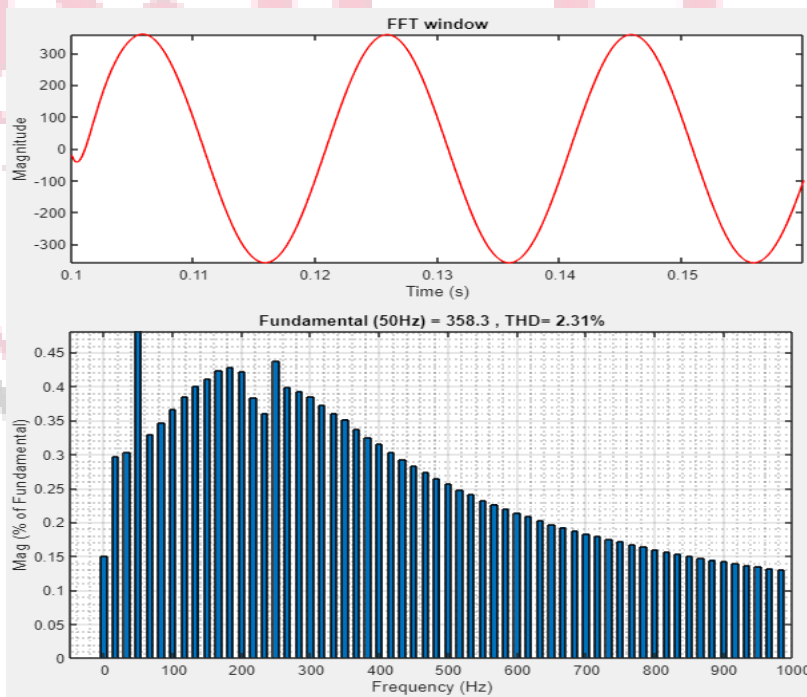 FFT window
300
200
100
0
-100
-200
-300
Magnitude
0.1 0.11 0.12 0.13 0.14 0.15
Time (s)
Fundamental (50Hz) = 358.3 , THD= 2.31%
0.45
0.4
0.35
0.3
0.25
0.2
0.15
0.1
0.05
0
Mag (% of Fundamental)
0 100 200 300 400 500 600 700 800 900 1000
Frequency (Hz)